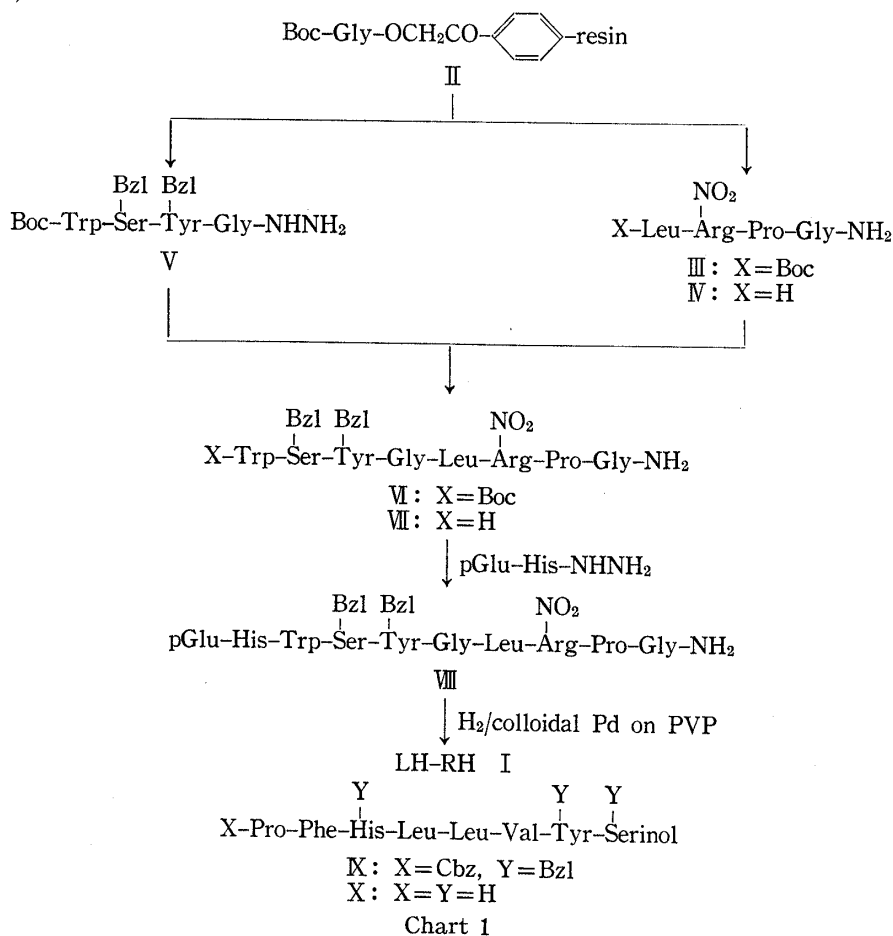 Boc–Gly–OCH₂CO– –resin
Ⅱ
Bzl Bzl
Boc–Trp–Ser–Tyr–Gly–NHNH₂
Ⅴ
NO₂
X–Leu–Arg–Pro–Gly–NH₂
Ⅲ: X=Boc
Ⅳ: X=H
Bzl Bzl NO₂
X–Trp–Ser–Tyr–Gly–Leu–Arg–Pro–Gly–NH₂
Ⅵ: X=Boc
Ⅶ: X=H
pGlu–His–NHNH₂
Bzl Bzl NO₂
pGlu–His–Trp–Ser–Tyr–Gly–Leu–Arg–Pro–Gly–NH₂
Ⅷ
H₂/colloidal Pd on PVP
LH–RH Ⅰ
Y Y Y
X–Pro–Phe–His–Leu–Leu–Val–Tyr–Serinol
Ⅸ: X=Cbz, Y=Bzl
Ⅹ: X=Y=H
Chart 1